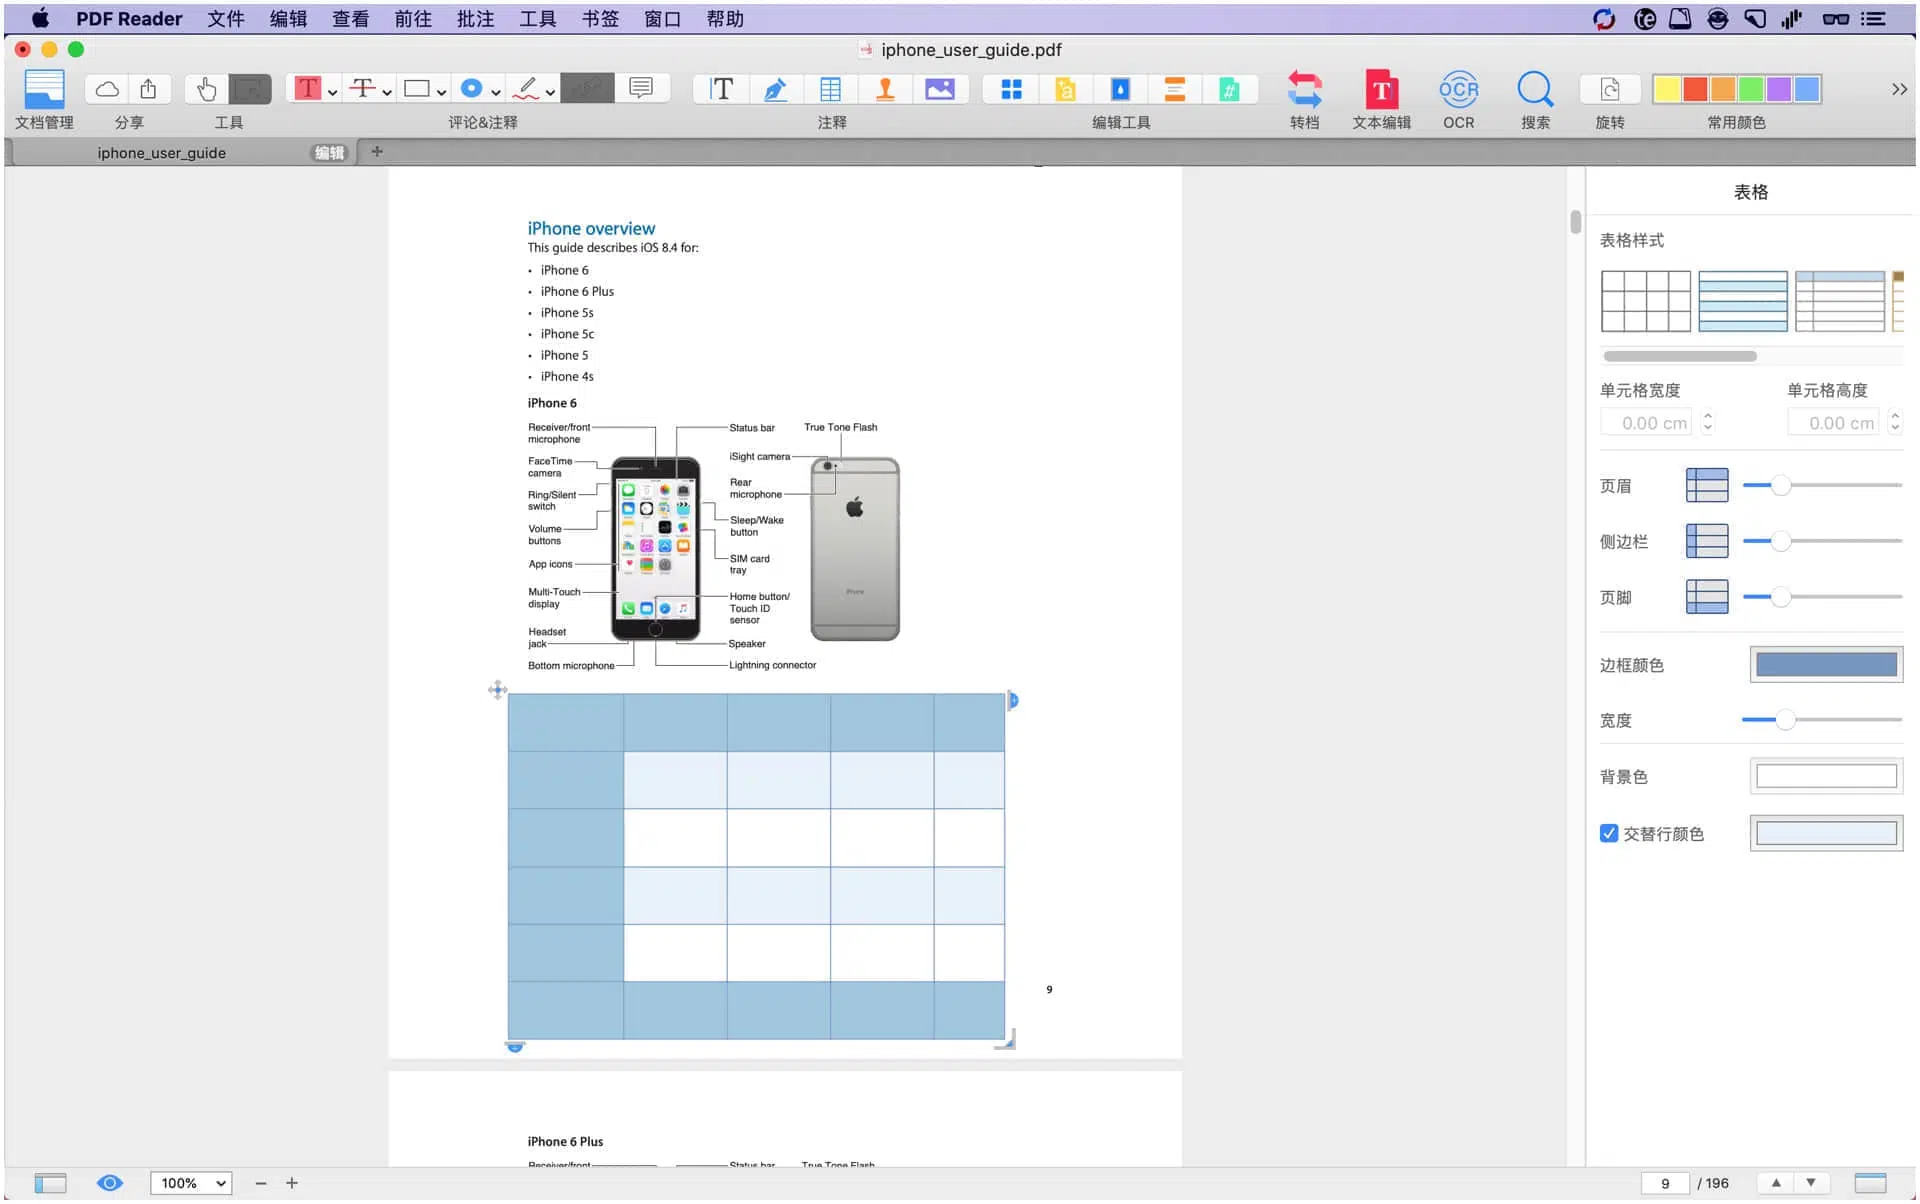 PDF Reader 文件 编辑 查看 前往 批注 工具 书签 窗口 帮助
iphone_user_guide.pdf
文档管理 分享 工具 评论&注释 注释 编辑工具 转档 文本编辑 OCR 搜索 旋转 常用颜色
iphone_user_guide 编辑 +
iPhone overview
This guide describes iOS 8.4 for:
• iPhone 6
• iPhone 6 Plus
• iPhone 5s
• iPhone 5c
• iPhone 5
• iPhone 4s
iPhone 6
Receiver/front
microphone
FaceTime
camera
Ring/Silent
switch
Volume
buttons
App icons
Multi-Touch
display
Headset
jack
Bottom microphone
Status bar
True Tone Flash
iSight camera
Rear
microphone
Sleep/Wake
button
SIM card
tray
Home button/
Touch ID
sensor
Speaker
Lightning connector
iPhone
9
iPhone 6 Plus
Receiver/front
Status bar
True Tone Flash
表格
表格样式
单元格宽度 单元格高度
0.00 cm 0.00 cm
页眉
侧边栏
页脚
边框颜色
宽度
背景色
交替行颜色
100% − +
9 / 196